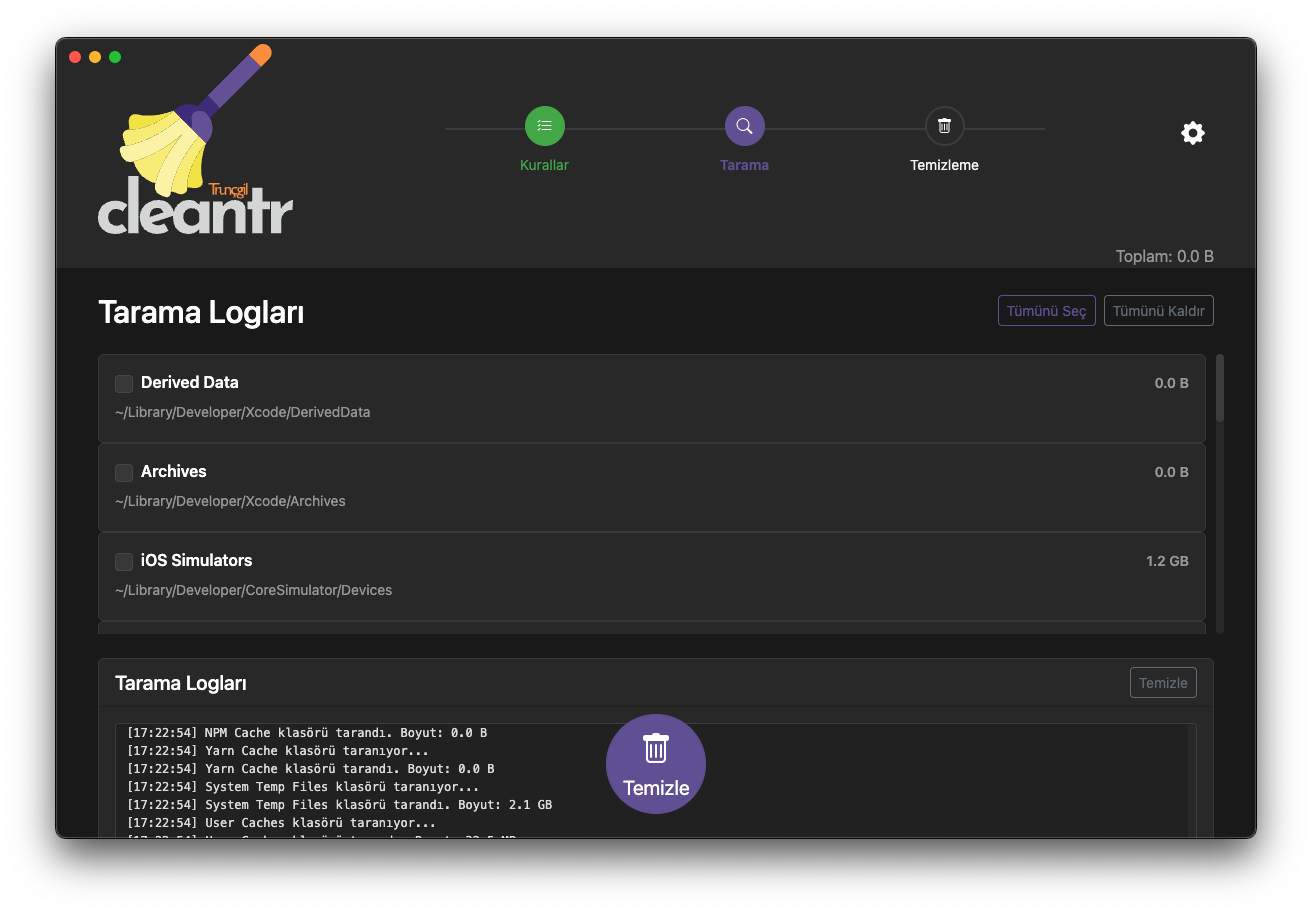 Trunçgil
cleantr
Kurallar
Tarama
Temizleme
Toplam: 0.0 B
Tarama Logları
Tümünü Seç
Tümünü Kaldır
Derived Data
0.0 B
~/Library/Developer/Xcode/DerivedData
Archives
0.0 B
~/Library/Developer/Xcode/Archives
iOS Simulators
1.2 GB
~/Library/Developer/CoreSimulator/Devices
Tarama Logları
Temizle
[17:22:54] NPM Cache klasörü tarandı. Boyut: 0.0 B
[17:22:54] Yarn Cache klasörü taranıyor...
[17:22:54] Yarn Cache klasörü tarandı. Boyut: 0.0 B
[17:22:54] System Temp Files klasörü taranıyor...
[17:22:54] System Temp Files klasörü tarandı. Boyut: 2.1 GB
[17:22:54] User Caches klasörü taranıyor...
Temizle